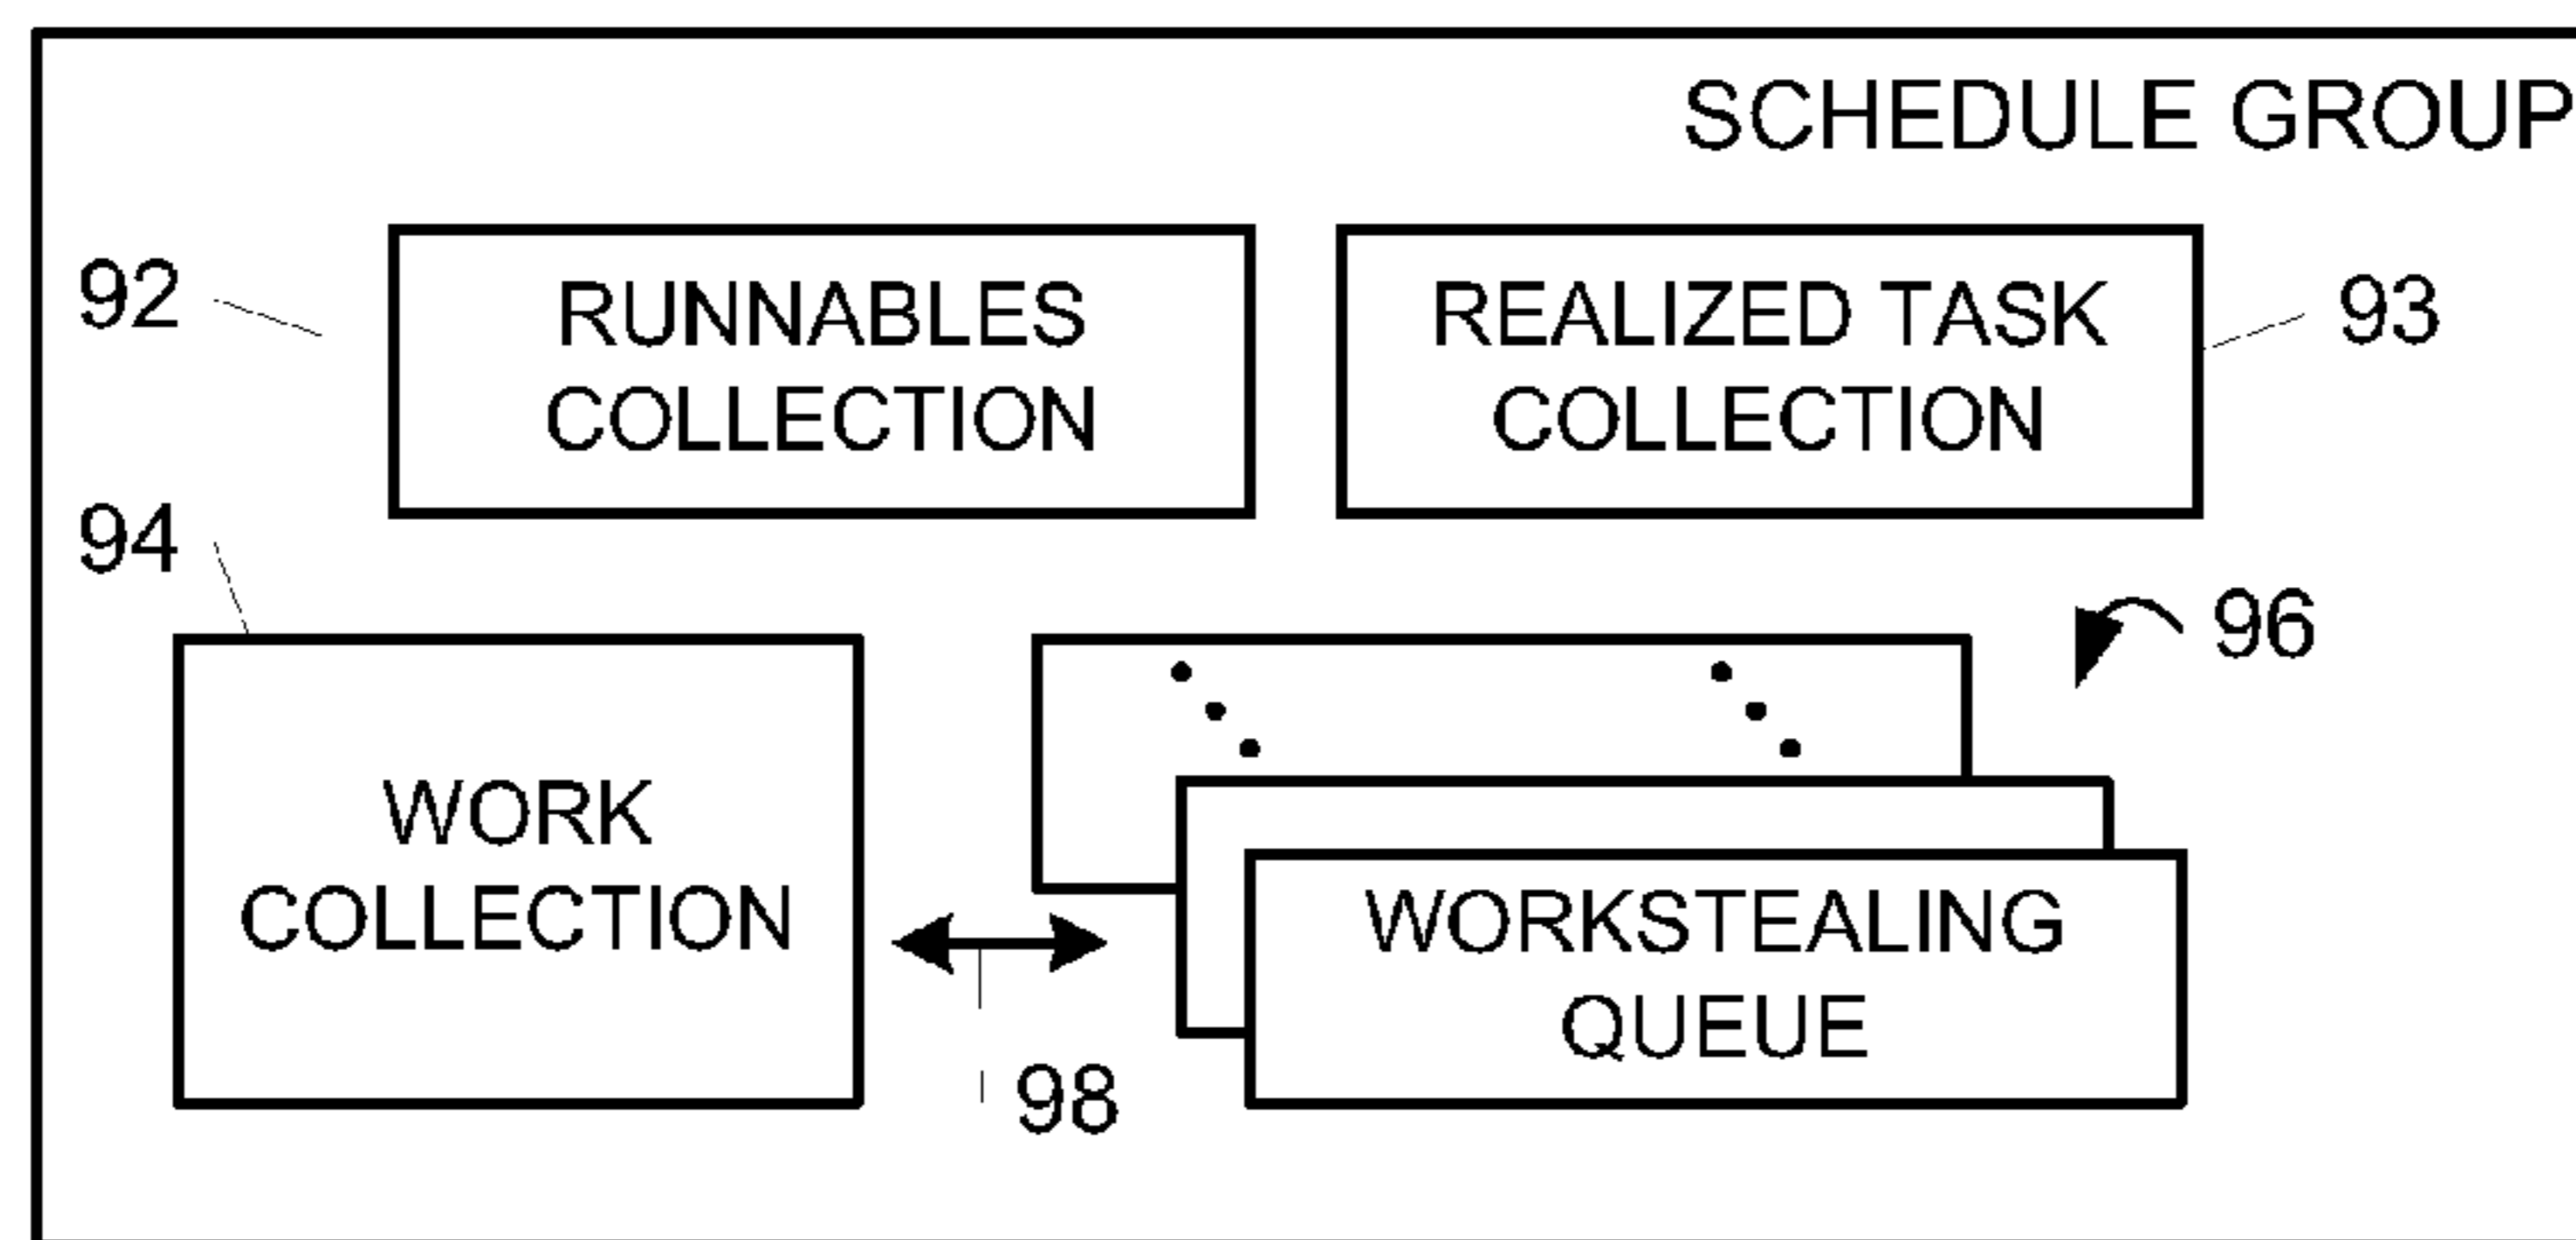 SCHEDULE GROUP
92
RUNNABLES
COLLECTION
REALIZED TASK
COLLECTION
93
94
WORK
COLLECTION
96
WORKSTEALING
QUEUE
98